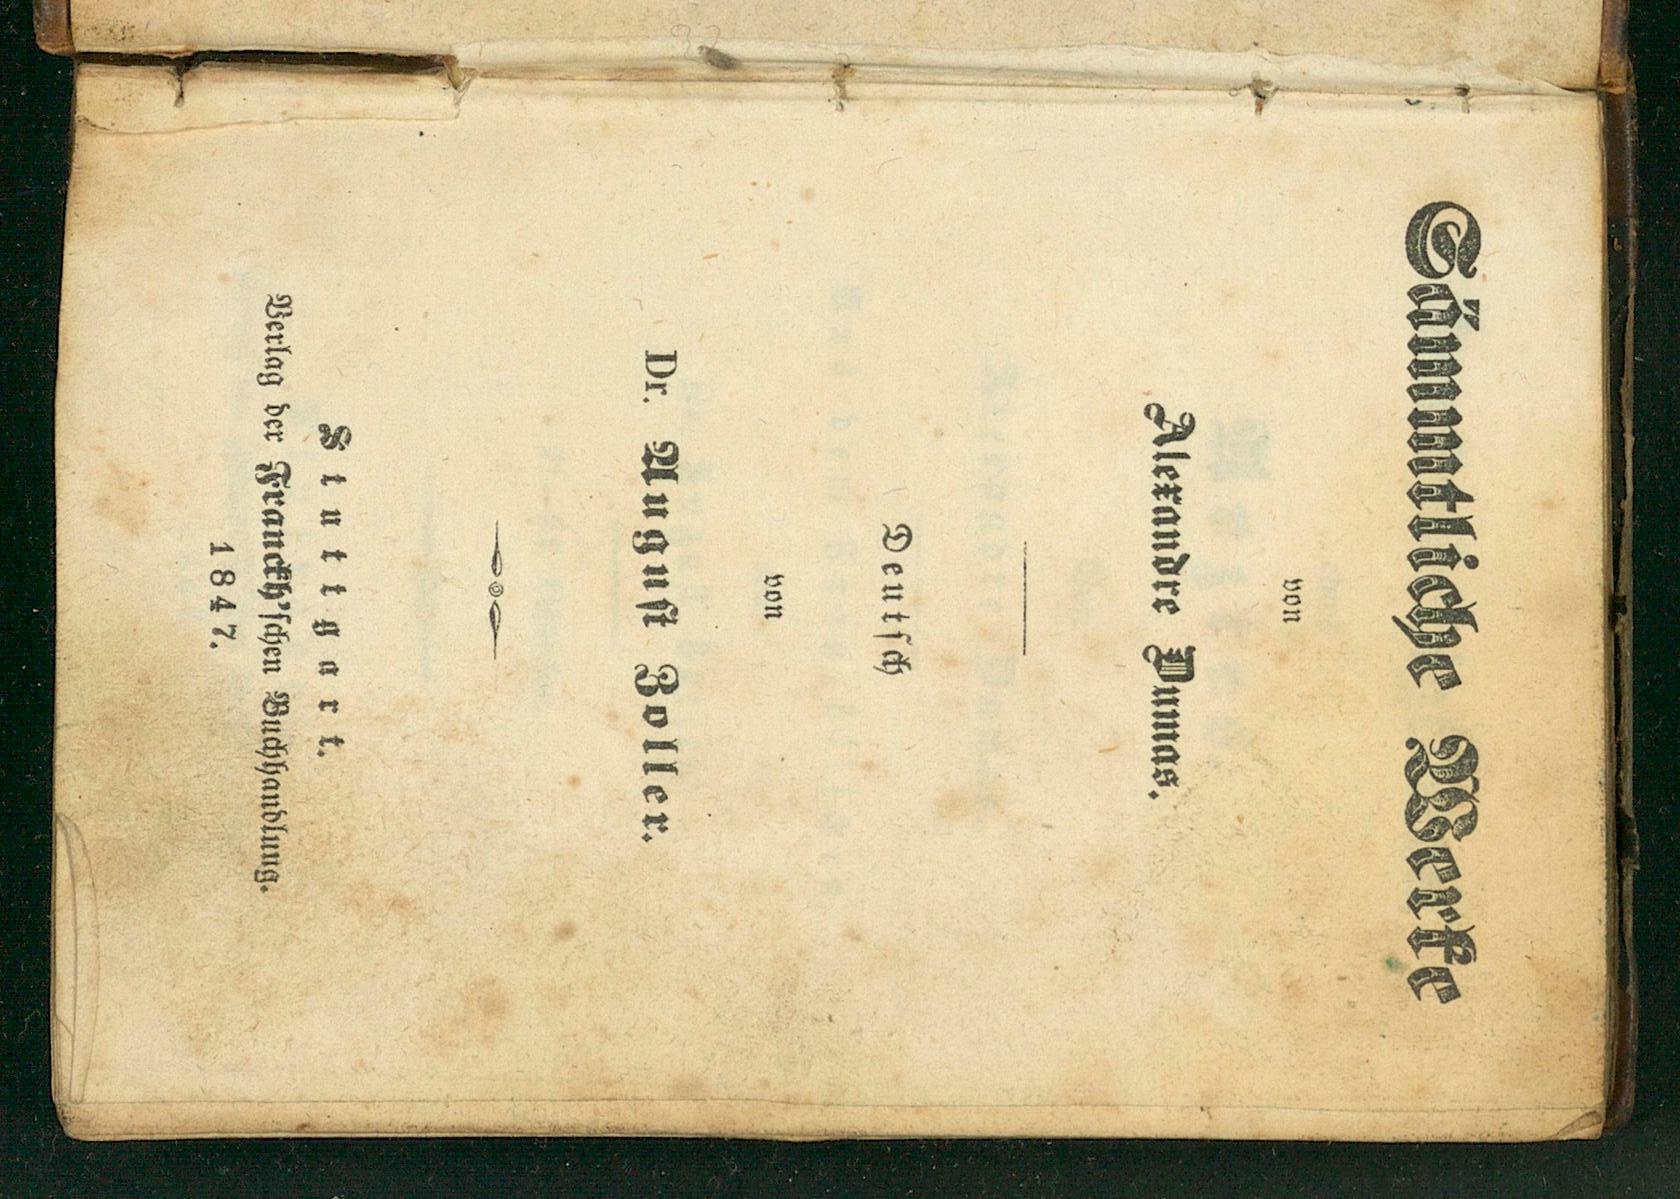 Sämmtliche Werke
von
Alexandre Dumas.
Deutſch
von
Dr. Auguſt Zoller.
Stuttgart.
Verlag der Franckh'ſchen Buchhandlung.
1847.